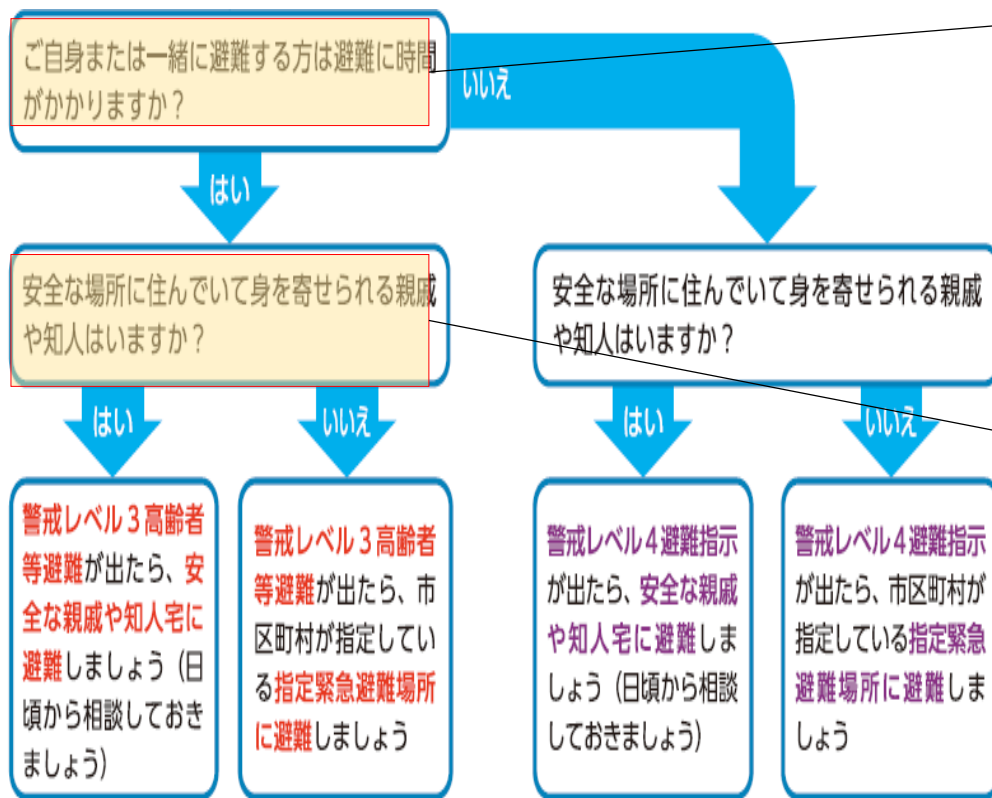 ご自身または一緒に避難する方は避難に時間
がかかりますか？
いいえ
はい
安全な場所に住んでいて身を寄せられる親戚
や知人はいますか？
安全な場所に住んでいて身を寄せられる親戚
や知人はいますか？
はい
いいえ
はい
いいえ
警戒レベル３高齢者
等避難が出たら、安
全な親戚や知人宅に
避難しましょう（日
頃から相談しておき
ましょう）
警戒レベル３高齢者
等避難が出たら、市
区町村が指定してい
る指定緊急避難場所
に避難しましょう
警戒レベル４避難指示
が出たら、安全な親戚
や知人宅に避難しま
しょう（日頃から相談
しておきましょう）
警戒レベル４避難指示
が出たら、市区町村が
指定している指定緊急
避難場所に避難しま
しょう